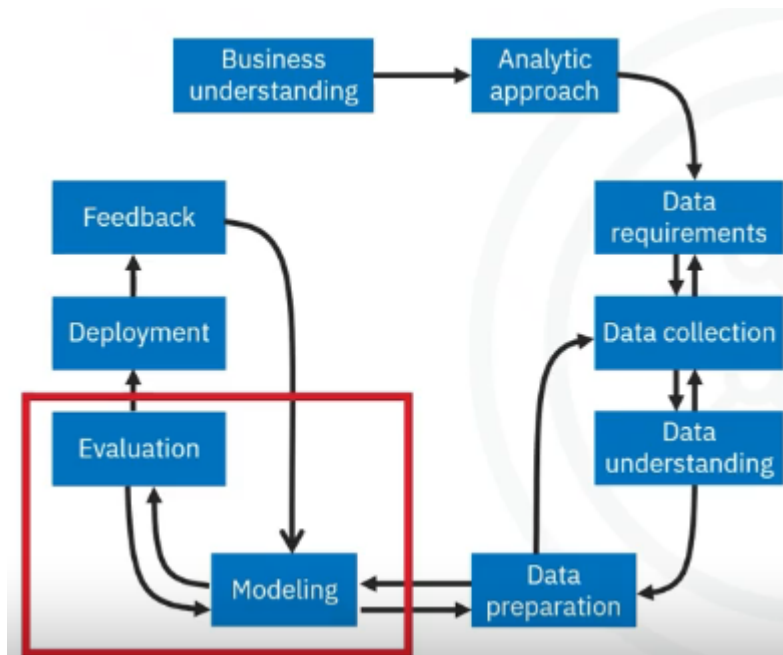 Business
understanding
Analytic
approach
Feedback
Data
requirements
Deployment
Data collection
Evaluation
Data
understanding
Modeling
Data
preparation